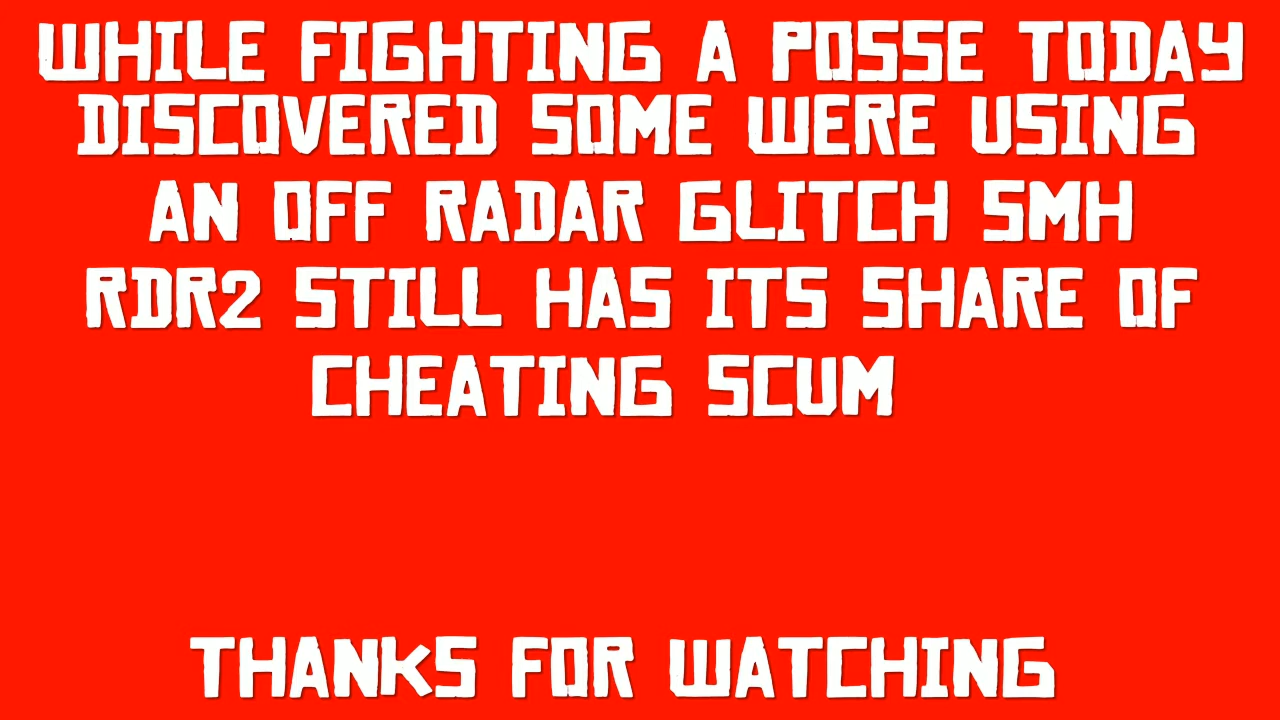 WHILE FIGHTING A POSSE TODAY
DISCOVERED SOME WERE USING
AN OFF RADAR GLITCH SMH
RDR2 STILL HAS ITS SHARE OF
CHEATING SCUM
THANKS FOR WATCHING